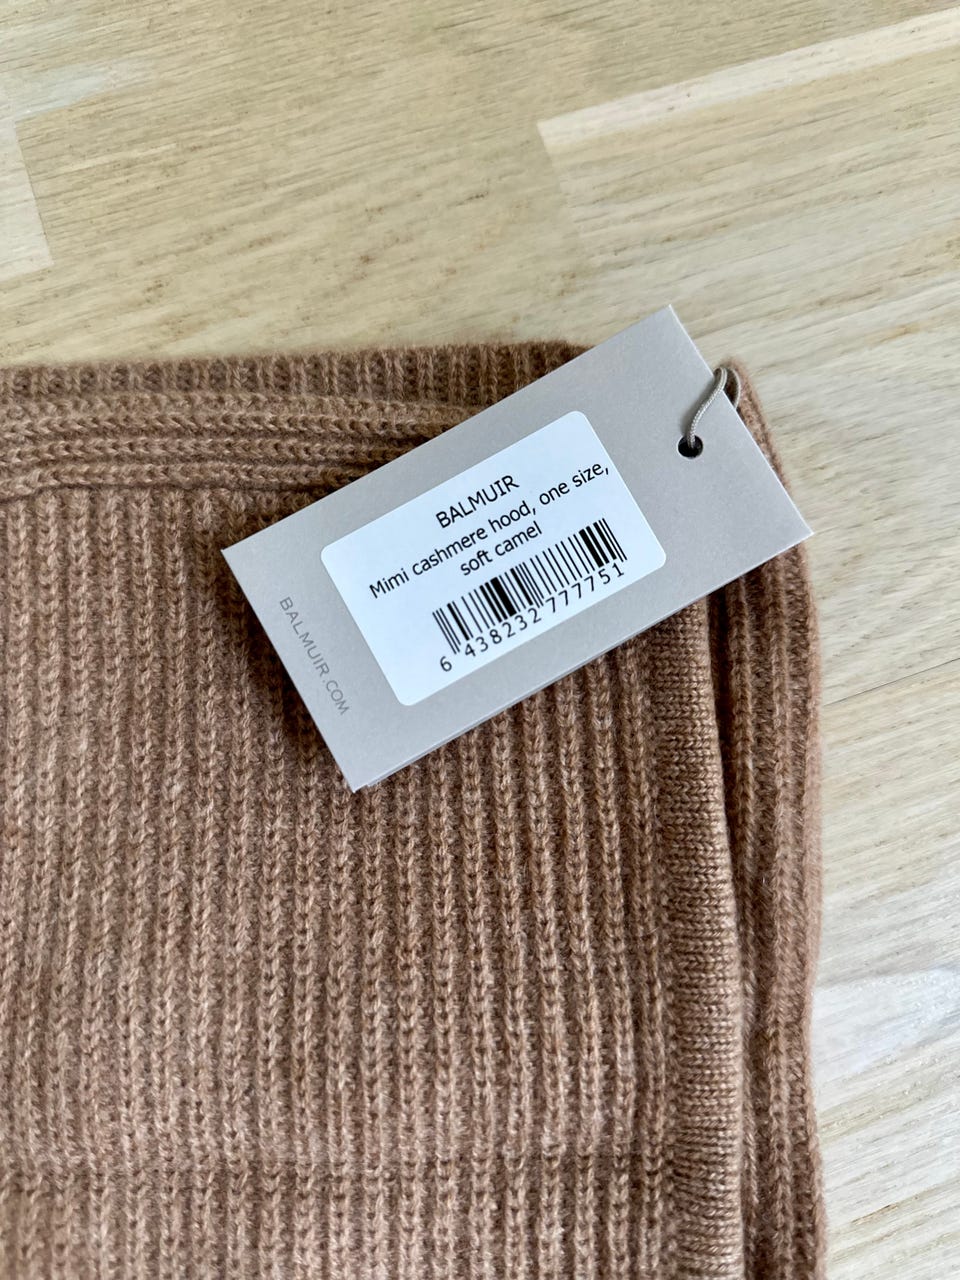 BALMUIR
Mimi cashmere hood, one size,
soft camel
6 438232 777751
BALMUIR.COM